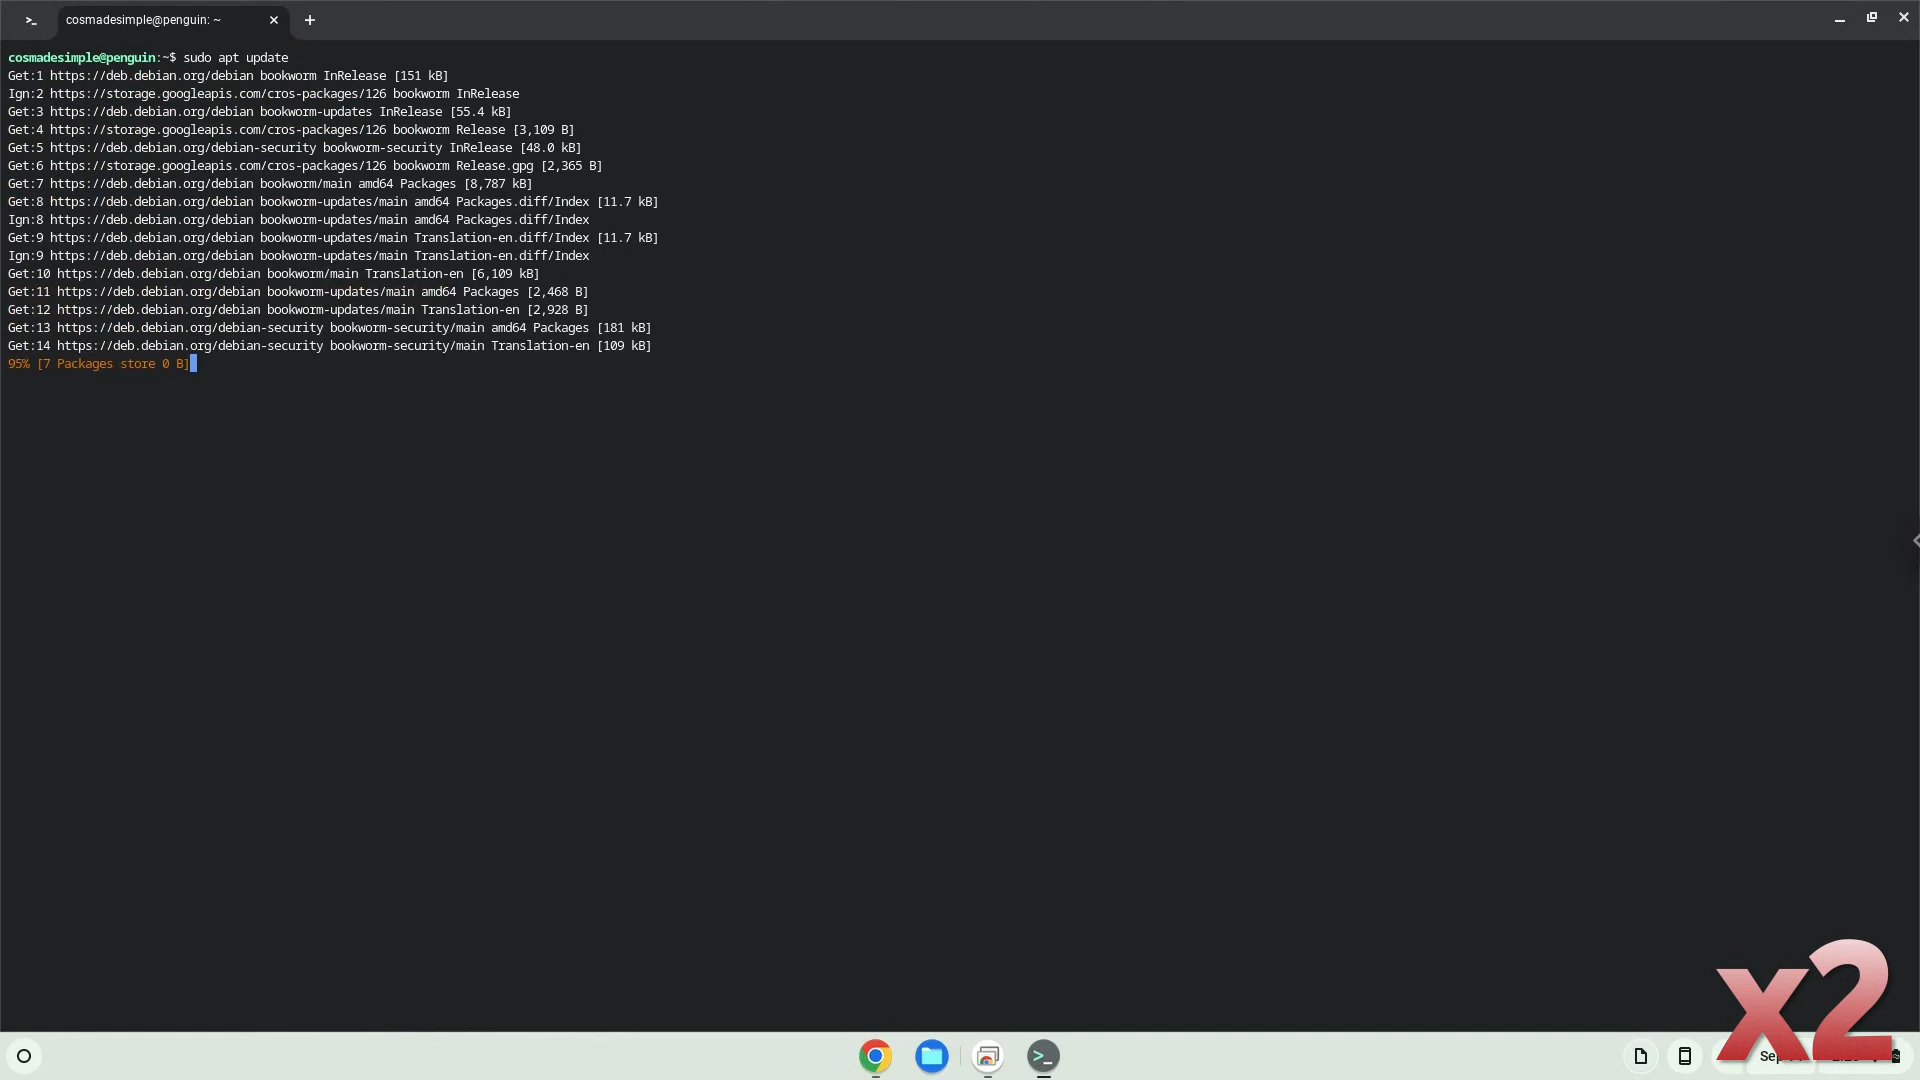 cosmadesimple@penguin: ~
cosmadesimple@penguin:~$ sudo apt update
Get:1 https://deb.debian.org/debian bookworm InRelease [151 kB]
Ign:2 https://storage.googleapis.com/cros-packages/126 bookworm InRelease
Get:3 https://deb.debian.org/debian bookworm-updates InRelease [55.4 kB]
Get:4 https://storage.googleapis.com/cros-packages/126 bookworm Release [3,109 B]
Get:5 https://deb.debian.org/debian-security bookworm-security InRelease [48.0 kB]
Get:6 https://storage.googleapis.com/cros-packages/126 bookworm Release.gpg [2,365 B]
Get:7 https://deb.debian.org/debian bookworm/main amd64 Packages [8,787 kB]
Get:8 https://deb.debian.org/debian bookworm-updates/main amd64 Packages.diff/Index [11.7 kB]
Ign:8 https://deb.debian.org/debian bookworm-updates/main amd64 Packages.diff/Index
Get:9 https://deb.debian.org/debian bookworm-updates/main Translation-en.diff/Index [11.7 kB]
Ign:9 https://deb.debian.org/debian bookworm-updates/main Translation-en.diff/Index
Get:10 https://deb.debian.org/debian bookworm/main Translation-en [6,109 kB]
Get:11 https://deb.debian.org/debian bookworm-updates/main amd64 Packages [2,468 B]
Get:12 https://deb.debian.org/debian bookworm-updates/main Translation-en [2,928 B]
Get:13 https://deb.debian.org/debian-security bookworm-security/main amd64 Packages [181 kB]
Get:14 https://deb.debian.org/debian-security bookworm-security/main Translation-en [109 kB]
95% [7 Packages store 0 B]
x2
Sep